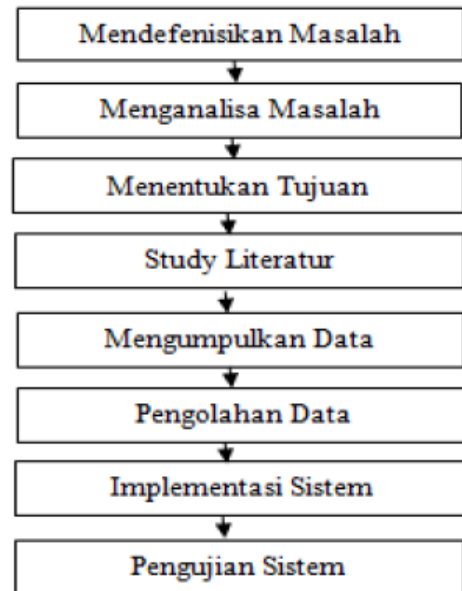 Mendefenisikan Masalah
Menganalisa Masalah
Menentukan Tujuan
Study Literatur
Mengumpulkan Data
Pengolahan Data
Implementasi Sistem
Pengujian Sistem